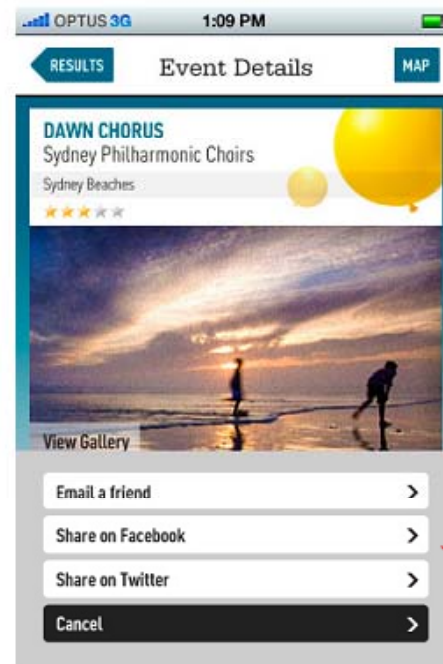 OPTUS 3G 1:09 PM
RESULTS Event Details MAP
DAWN CHORUS
Sydney Philharmonic Choirs
Sydney Beaches
View Gallery
Email a friend
Share on Facebook
Share on Twitter
Cancel